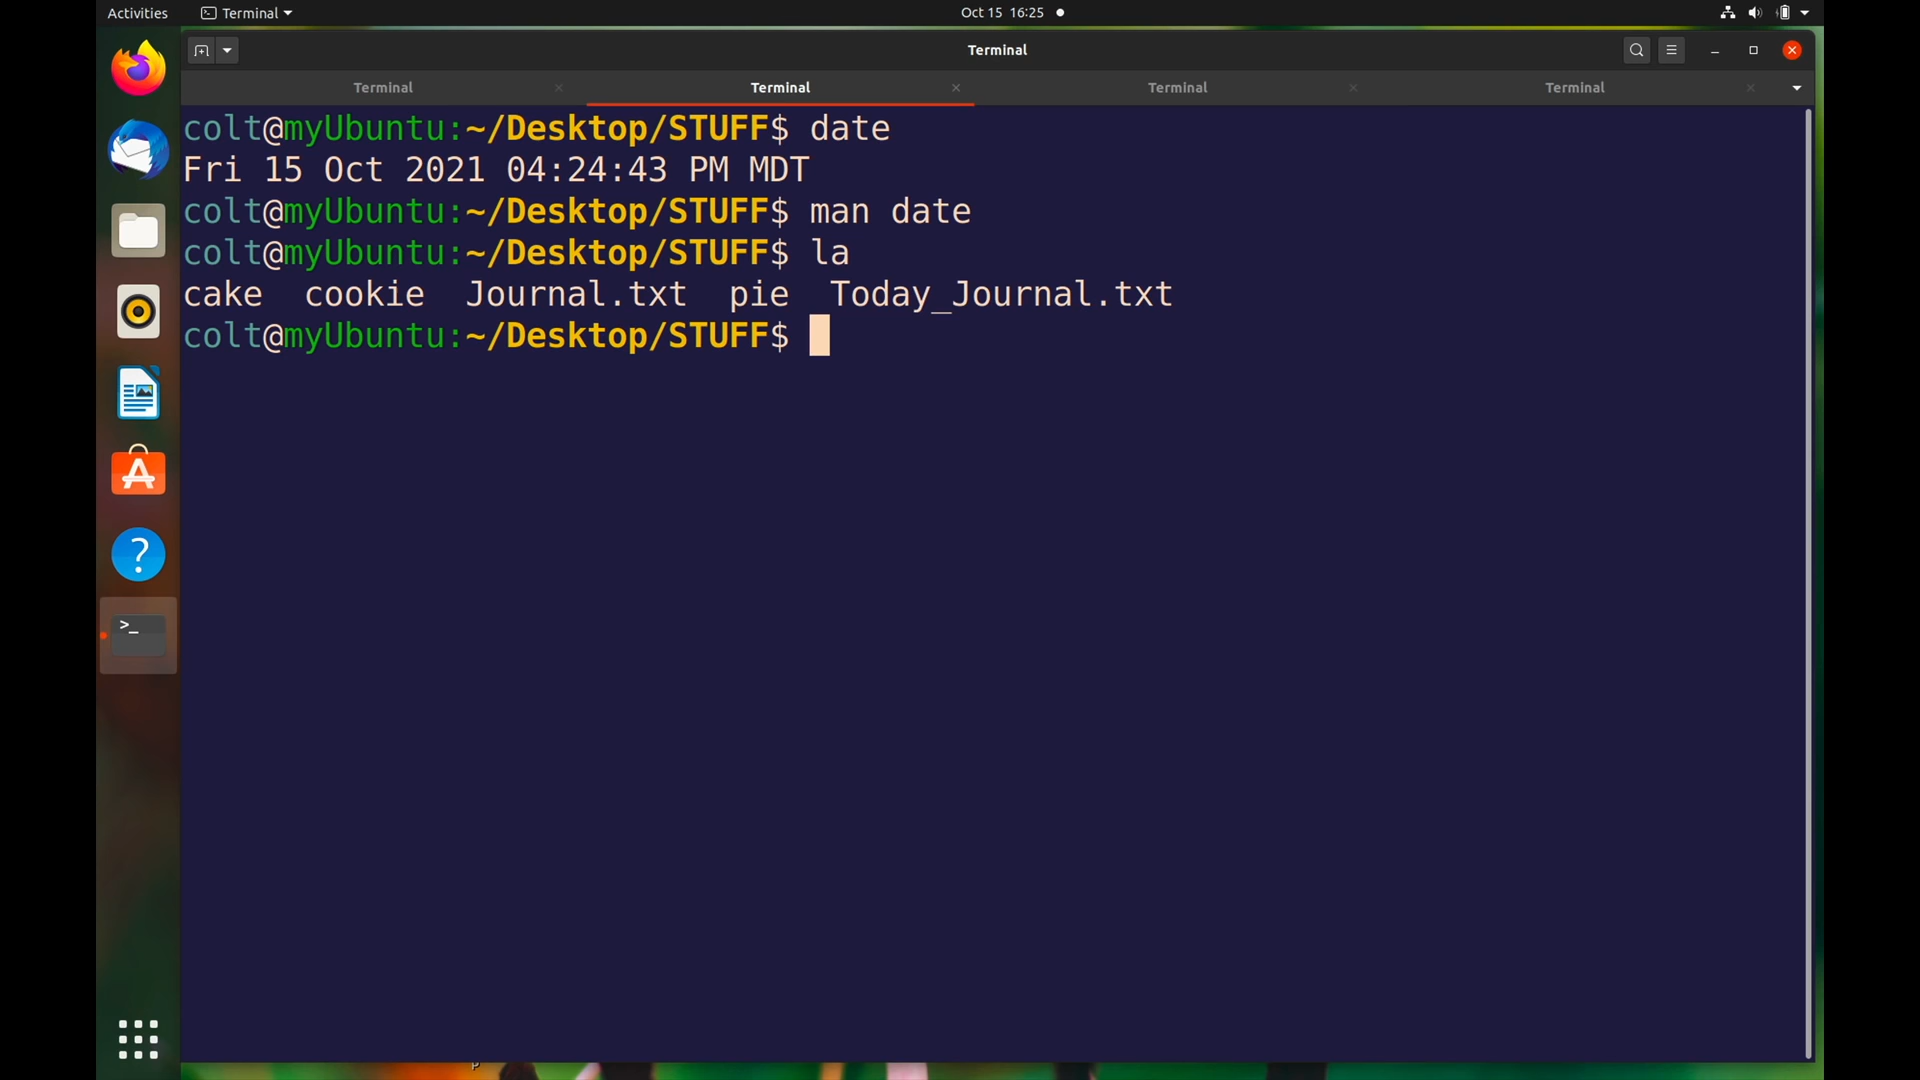 Activities Terminal Oct 15 16:25
Terminal
Terminal Terminal Terminal Terminal
colt@myUbuntu:~/Desktop/STUFF$ date
Fri 15 Oct 2021 04:24:43 PM MDT
colt@myUbuntu:~/Desktop/STUFF$ man date
colt@myUbuntu:~/Desktop/STUFF$ la
cake cookie Journal.txt pie Today_Journal.txt
colt@myUbuntu:~/Desktop/STUFF$